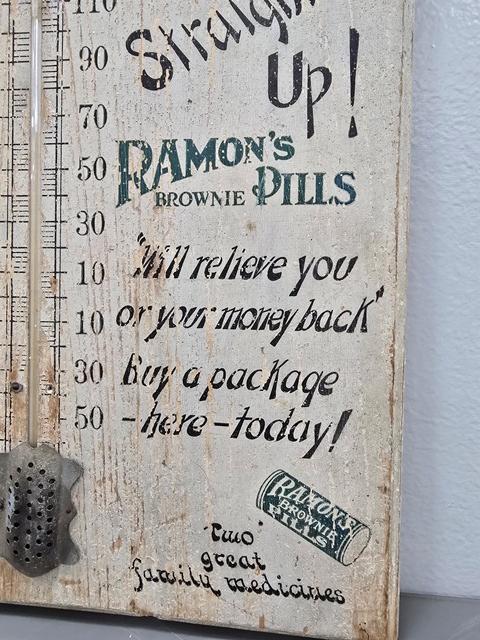 110
90
70
50
30
10
10
30
50
Straight
Up!
RAMON'S
BROWNIE PILLS
"Will relieve you
or your money back"
Buy a package
-here-today!
RAMON'S
BROWNIE
PILLS
Two
great
family medicines